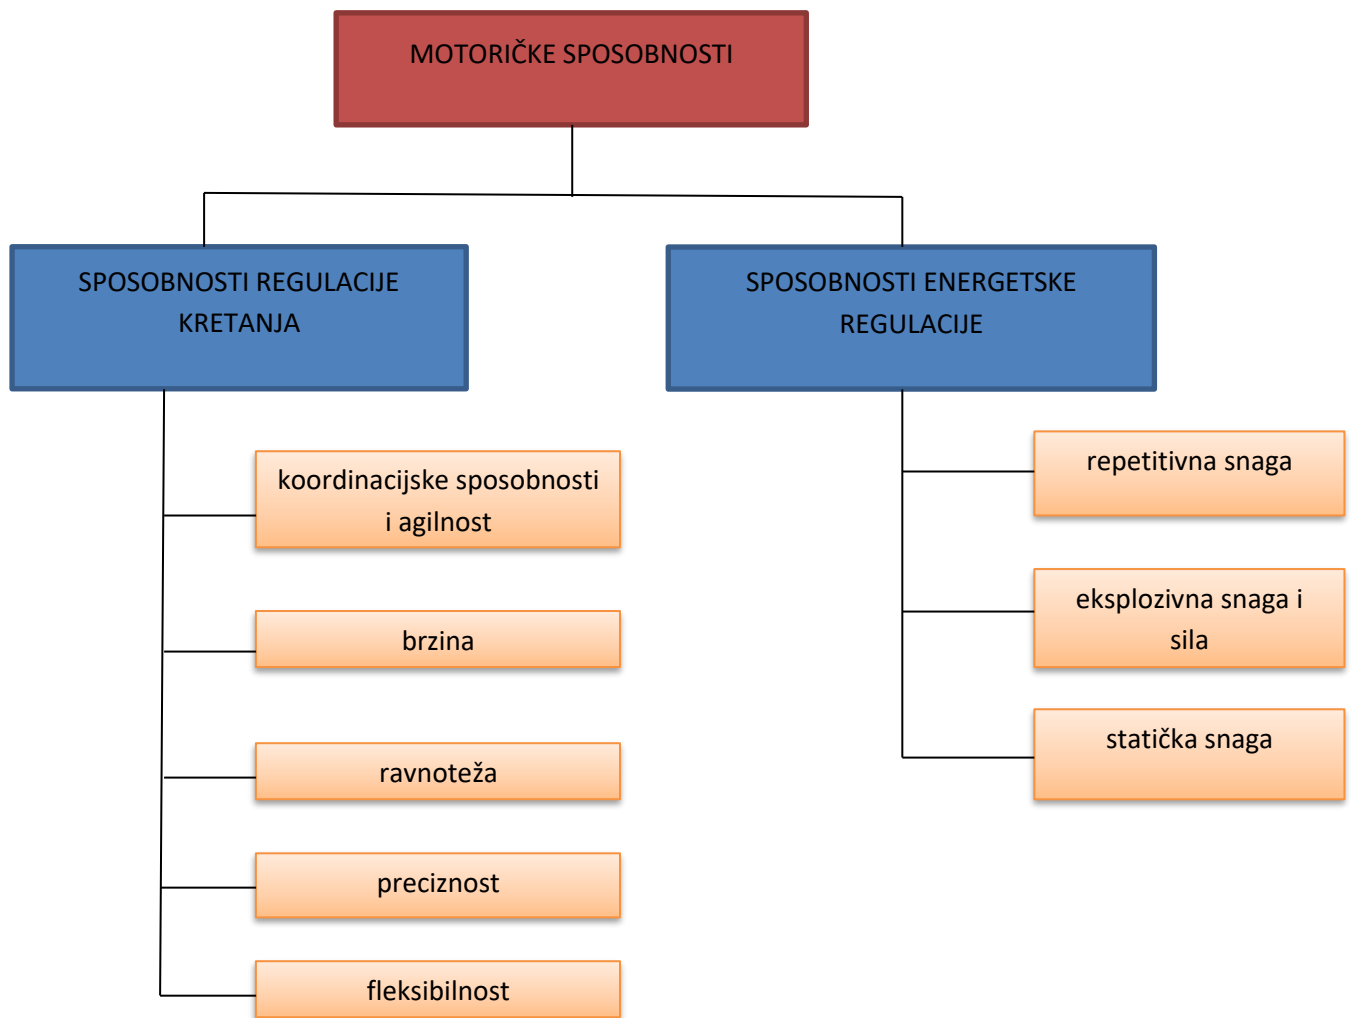 MOTORIČKE SPOSOBNOSTI
SPOSOBNOSTI REGULACIJE
KRETANJA
SPOSOBNOSTI ENERGETSKE
REGULACIJE
koordinacijske sposobnosti
i agilnost
brzina
ravnoteža
preciznost
fleksibilnost
repetitivna snaga
eksplozivna snaga i
sila
statička snaga